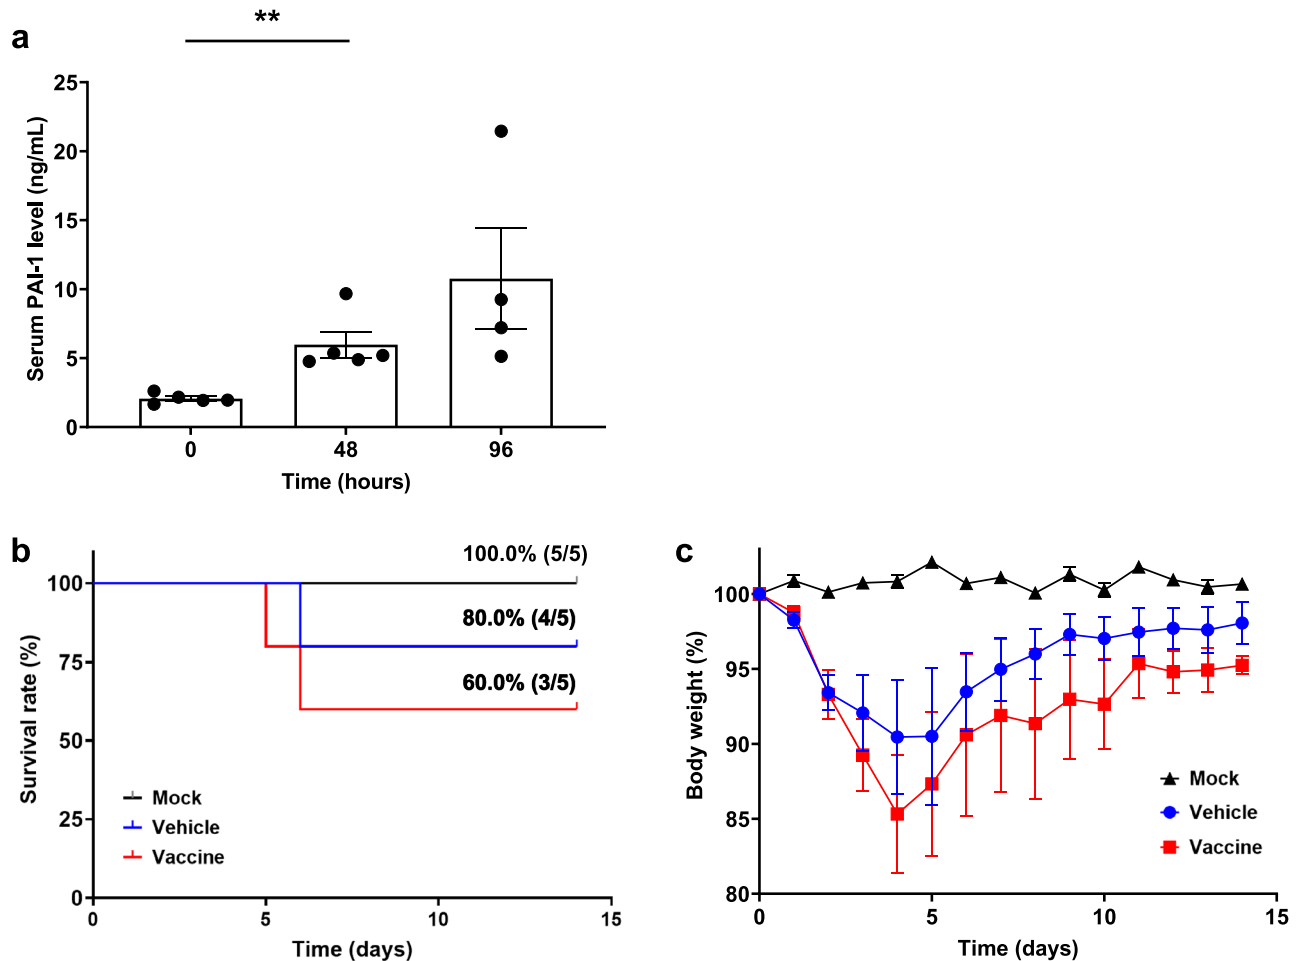 a
**
Serum PAI-1 level (ng/mL)
25
20
15
10
5
0
0 48 96
Time (hours)
b
Survival rate (%)
100
75
50
25
0
100.0% (5/5)
80.0% (4/5)
60.0% (3/5)
Mock
Vehicle
Vaccine
0 5 10 15
Time (days)
c
Body weight (%)
100
95
90
85
80
Mock
Vehicle
Vaccine
0 5 10 15
Time (days)